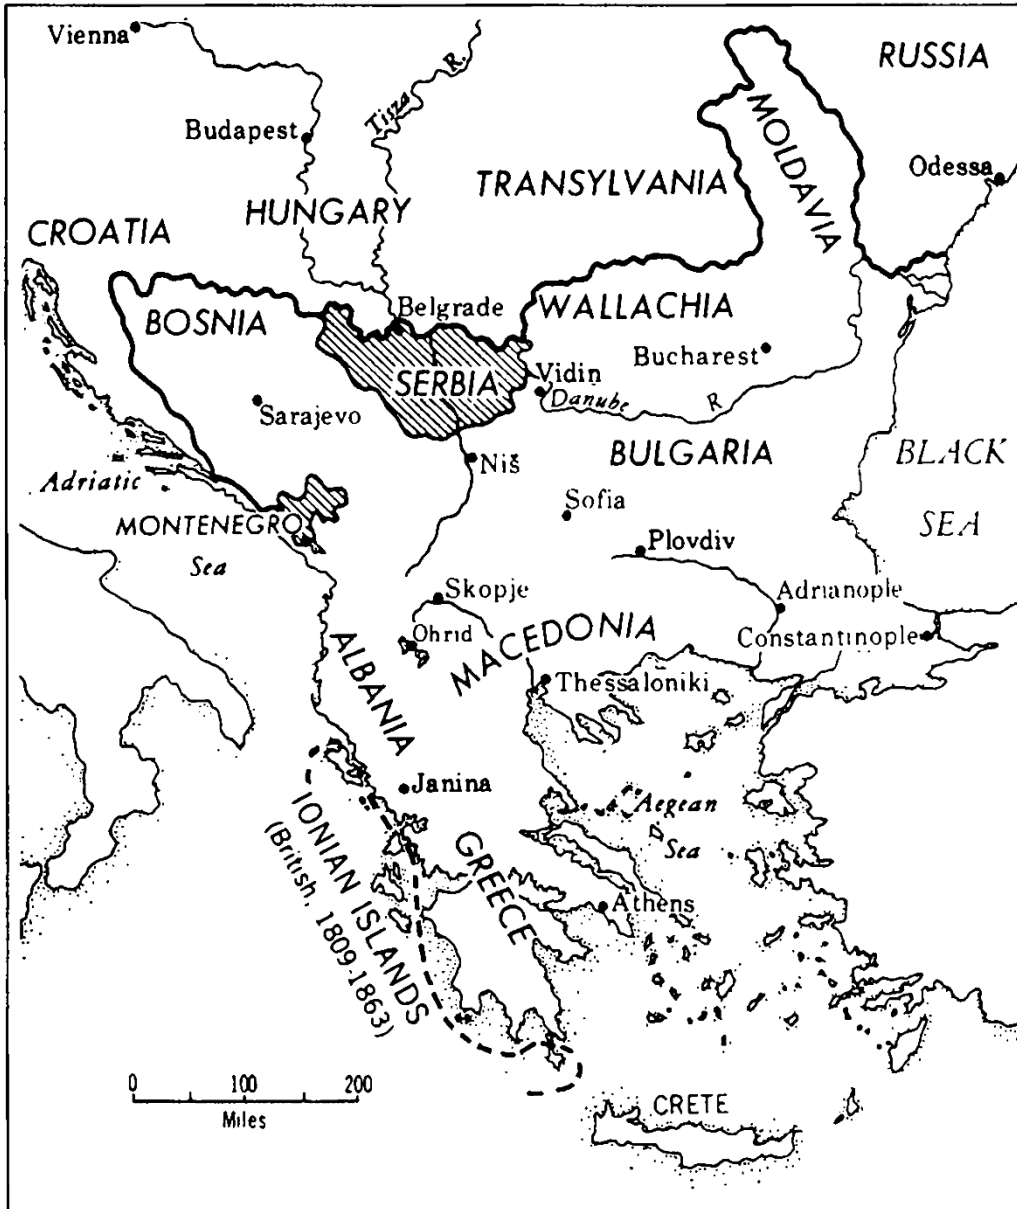 Vienna
RUSSIA
Tisza R.
Budapest
MOLDAVIA
Odessa
TRANSYLVANIA
HUNGARY
CROATIA
BOSNIA
Belgrade
WALLACHIA
SERBIA
Vidin
Bucharest
Danube R
Sarajevo
Niš
BULGARIA
BLACK
SEA
Adriatic
Sea
Sofia
MONTENEGRO
Plovdiv
Skopje
Adrianople
Ohrid
MACEDONIA
Constantinople
ALBANIA
Thessaloniki
Janina
Aegean
Sea
IONIAN ISLANDS
(British, 1809-1863)
GREECE
Athens
0 100 200
Miles
CRETE